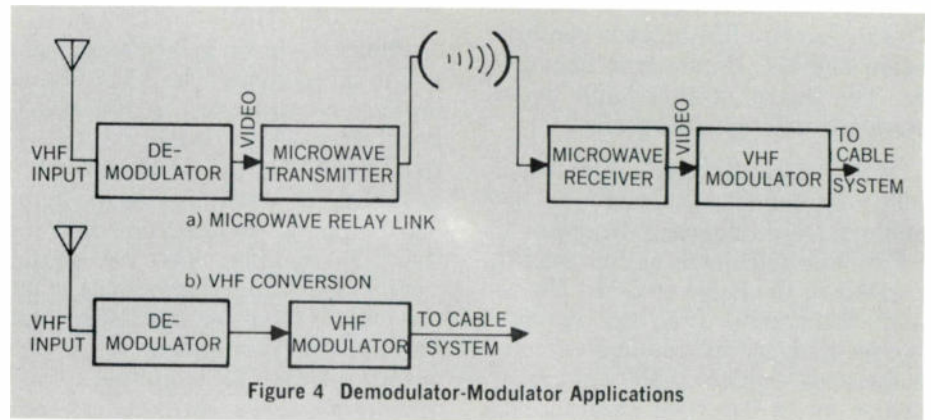 VHF
INPUT
DE-
MODULATOR
VIDEO
MICROWAVE
TRANSMITTER
MICROWAVE
RECEIVER
VIDEO
VHF
MODULATOR
TO
CABLE
SYSTEM
a) MICROWAVE RELAY LINK
b) VHF CONVERSION
VHF
INPUT
DE-
MODULATOR
VHF
MODULATOR
TO CABLE
SYSTEM
Figure 4 Demodulator-Modulator Applications